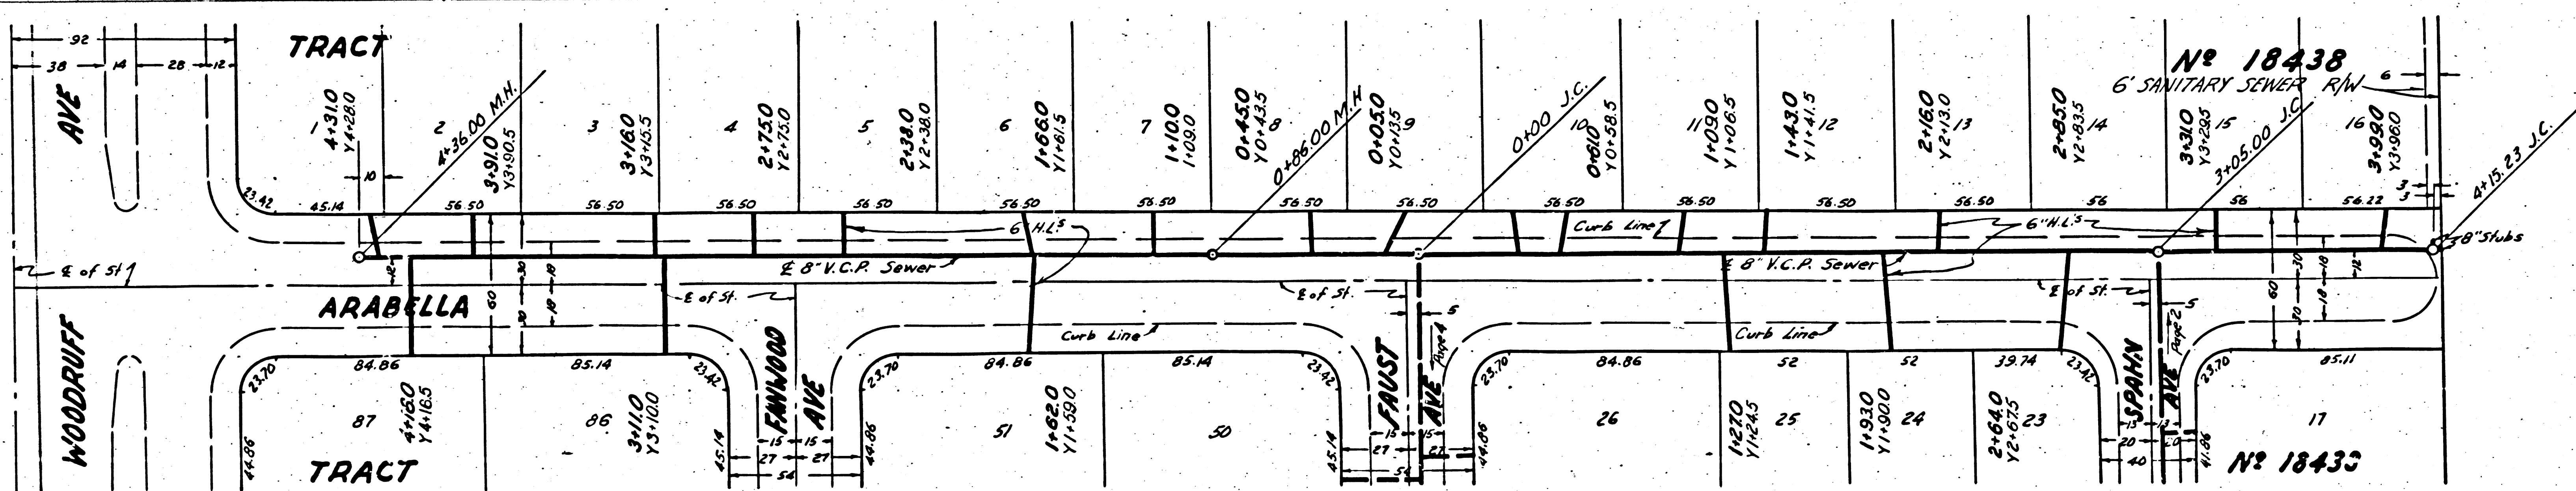 92
38
14
28
12
TRACT
Nº 18438
6' SANITARY SEWER R/W
6
AVE
1
4+31.0
Y4+28.0
2
4+36.00 M.H.
3+91.0
Y3+90.5
3
3+16.0
Y3+15.5
4
2+75.0
Y2+75.0
5
2+38.0
Y2+38.0
6
1+66.0
Y1+61.5
7
1+10.0
1+09.0
0+45.0
Y0+43.5
8
0+86.00 M.H
0+05.0
Y0+13.5
9
0+00 J.C.
10
0+61.0
Y0+58.5
11
1+09.0
Y1+06.5
1+43.0
Y1+41.5
12
2+16.0
Y2+13.0
13
2+85.0
Y2+83.5
14
3+31.0
Y3+29.5
15
3+05.00 J.C.
16
3+99.0
Y3+96.0
4+15.23 J.C.
10
3
3
23.42
45.14
56.50
56.50
56.50
56.50
56.50
56.50
56.50
56.50
56.50
56.50
56.50
56.50
56
56
56.22
6" H.L's
Curb Line
6" H.L's
8" Stubs
℄ of St.
12
℄ 8" V.C.P. Sewer
℄ 8" V.C.P. Sewer
ARABELLA
60
30
30
18
18
℄ of St.
℄ of St.
5
℄ of St.
5
60
30
30
18
18
12
WOODRUFF
Curb Line
Curb Line
23.70
84.86
85.14
23.42
FANWOOD
AVE
23.70
84.86
85.14
23.42
FAUST
AVE
Page 4
23.70
84.86
52
52
39.74
23.42
SPAHN
AVE
Page 2
23.70
85.11
87
4+16.0
Y4+16.5
86
3+11.0
Y3+10.0
51
1+62.0
Y1+59.0
50
26
1+27.0
Y1+24.5
25
1+93.0
Y1+90.0
24
2+64.0
Y2+67.5
23
17
44.86
45.14
15
15
27
27
54
44.86
45.14
15
15
27
27
54
44.86
15
13
20
20
40
41.86
TRACT
Nº 18438